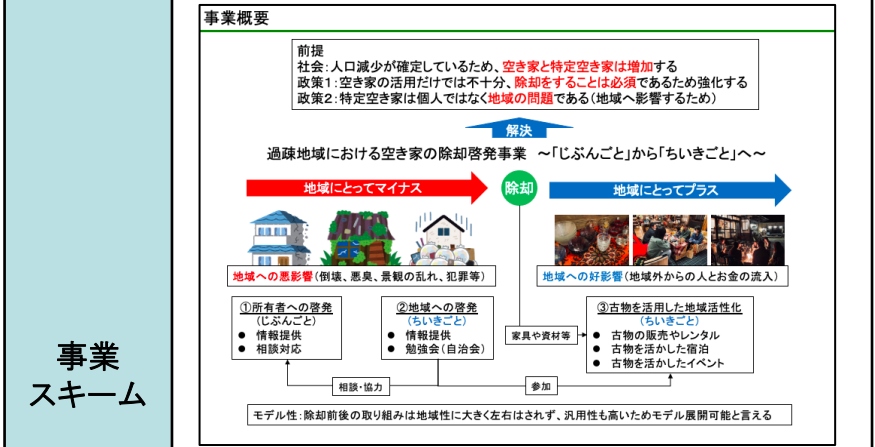 事業
スキーム
事業概要
前提
社会:人口減少が確定しているため、空き家と特定空き家は増加する
政策1:空き家の活用だけでは不十分、除却をすることは必須であるため強化する
政策2:特定空き家は個人ではなく地域の問題である(地域へ影響するため)
解決
過疎地域における空き家の除却啓発事業 ~「じぶんごと」から「ちいきごと」へ~
地域にとってマイナス
除却
地域にとってプラス
地域への悪影響(倒壊、悪臭、景観の乱れ、犯罪等)
地域への好影響(地域外からの人とお金の流入)
①所有者への啓発
(じぶんごと)
● 情報提供
● 相談対応
②地域への啓発
(ちいきごと)
● 情報提供
● 勉強会(自治会)
家具や資材等
③古物を活用した地域活性化
(ちいきごと)
● 古物の販売やレンタル
● 古物を活かした宿泊
● 古物を活かしたイベント
相談・協力
参加
モデル性:除却前後の取り組みは地域性に大きく左右はされず、汎用性も高いためモデル展開可能と言える